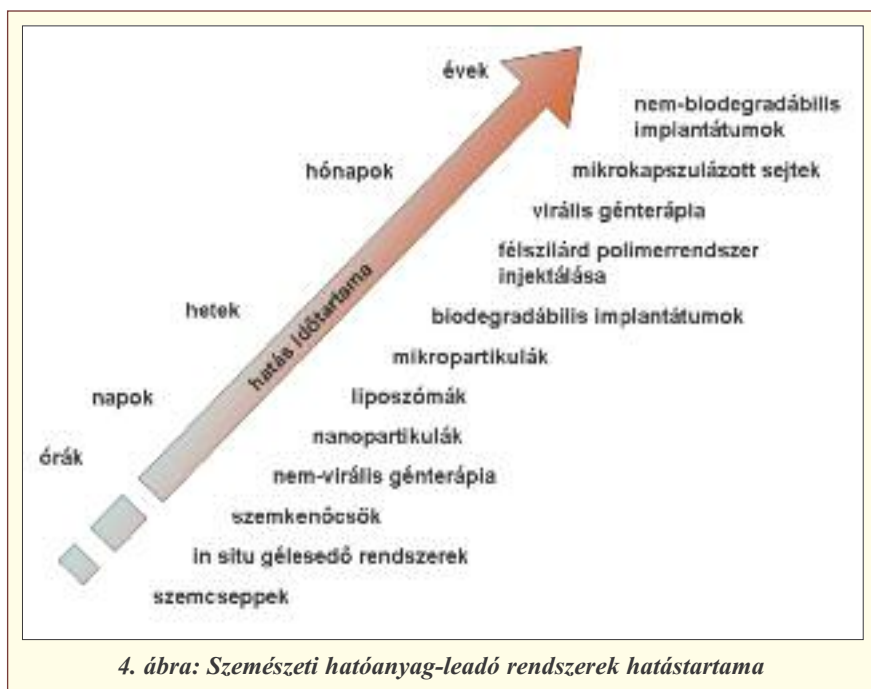 évek
nem-biodegradábilis
implantátumok
hónapok
mikrokapszulázott sejtek
virális génterápia
félszilárd polimerrendszer
injektálása
hatás időtartama
hetek
biodegradábilis implantátumok
mikropartikulák
napok
liposzómák
nanopartikulák
órák
nem-virális génterápia
szemkenőcsök
in situ gélesedő rendszerek
szemcseppek
4. ábra: Szemészeti hatóanyag-leadó rendszerek hatástartama